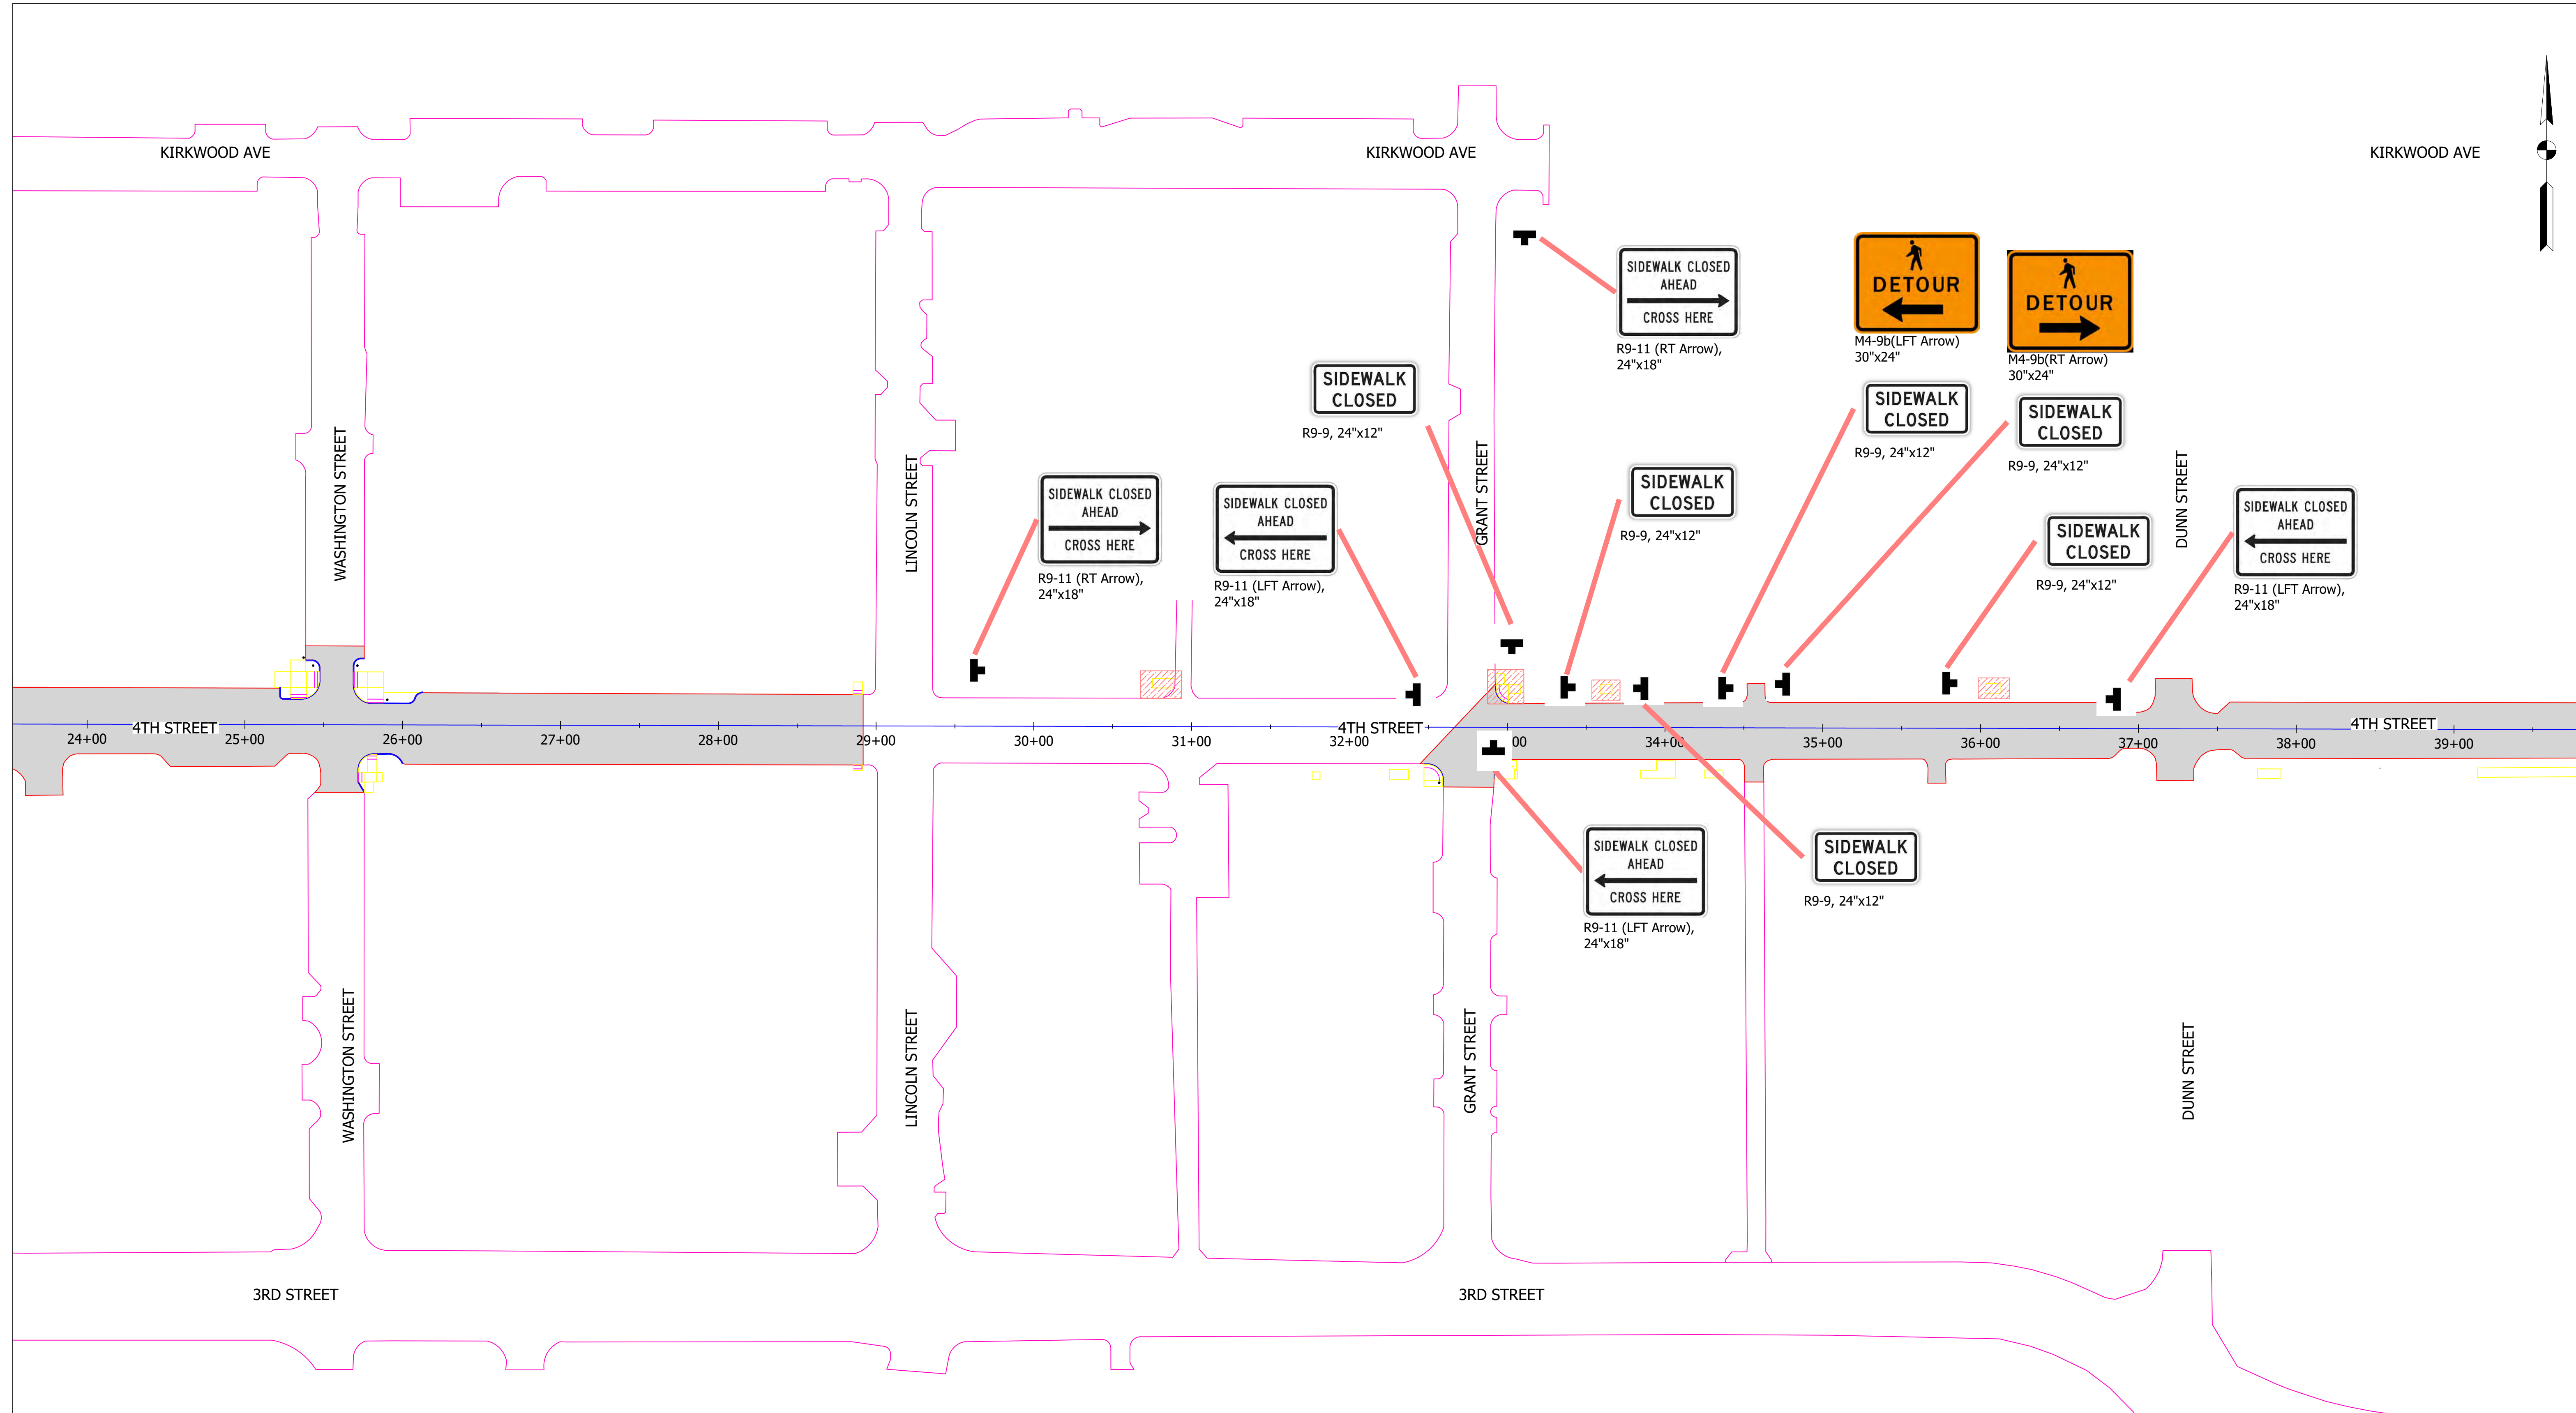 KIRKWOOD AVE
KIRKWOOD AVE
KIRKWOOD AVE
SIDEWALK CLOSED
AHEAD
CROSS HERE
R9-11 (RT Arrow),
24"x18"
DETOUR
M4-9b(LFT Arrow)
30"x24"
DETOUR
M4-9b(RT Arrow)
30"x24"
SIDEWALK
CLOSED
R9-9, 24"x12"
SIDEWALK
CLOSED
R9-9, 24"x12"
SIDEWALK
CLOSED
R9-9, 24"x12"
WASHINGTON STREET
LINCOLN STREET
SIDEWALK CLOSED
AHEAD
CROSS HERE
R9-11 (RT Arrow),
24"x18"
SIDEWALK CLOSED
AHEAD
CROSS HERE
R9-11 (LFT Arrow),
24"x18"
GRANT STREET
SIDEWALK
CLOSED
R9-9, 24"x12"
SIDEWALK
CLOSED
R9-9, 24"x12"
DUNN STREET
SIDEWALK CLOSED
AHEAD
CROSS HERE
R9-11 (LFT Arrow),
24"x18"
4TH STREET
4TH STREET
4TH STREET
24+00
25+00
26+00
27+00
28+00
29+00
30+00
31+00
32+00
00
34+00
35+00
36+00
37+00
38+00
39+00
SIDEWALK CLOSED
AHEAD
CROSS HERE
R9-11 (LFT Arrow),
24"x18"
SIDEWALK
CLOSED
R9-9, 24"x12"
WASHINGTON STREET
LINCOLN STREET
GRANT STREET
DUNN STREET
3RD STREET
3RD STREET